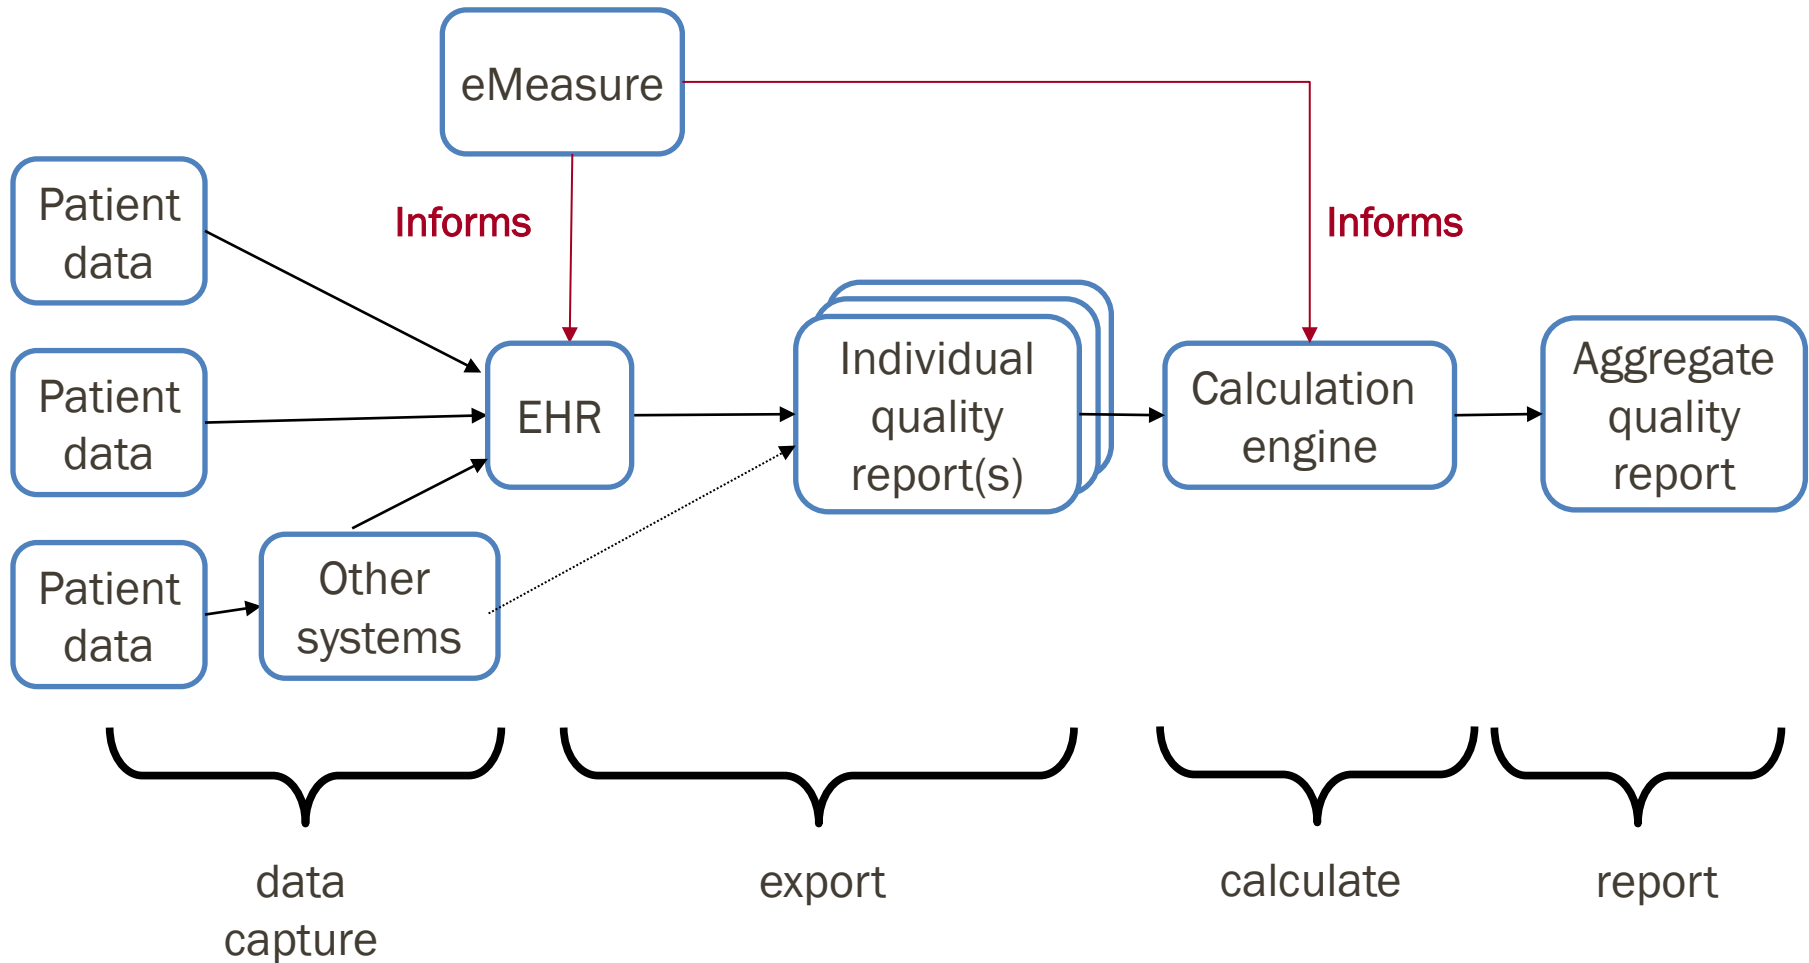 eMeasure
Patient
data
Informs
Informs
Patient
data
EHR
Individual
quality
report(s)
Calculation
engine
Aggregate
quality
report
Patient
data
Other
systems
data
capture
export
calculate
report